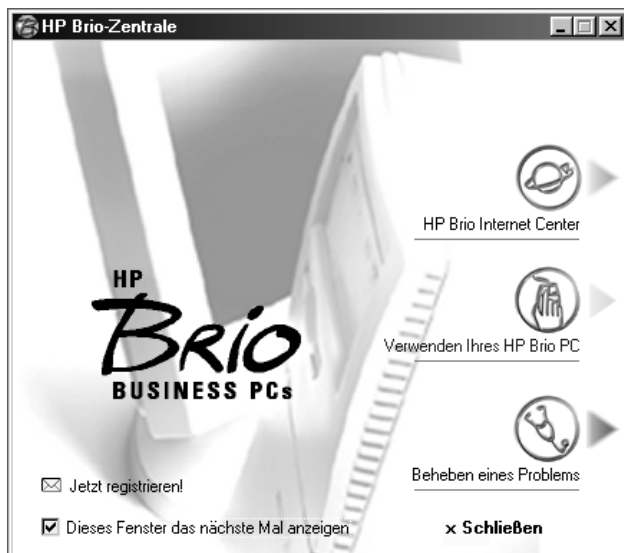 HP Brio-Zentrale
HP Brio Internet Center
HP
BRIO
BUSINESS PCs
Verwenden Ihres HP Brio PC
Beheben eines Problems
Jetzt registrieren!
Dieses Fenster das nächste Mal anzeigen
x Schließen